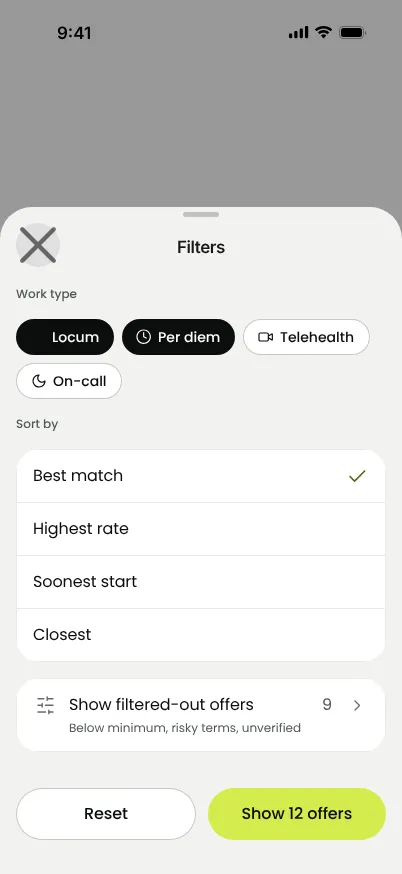 9:41
Filters
Work type
Locum
Per diem
Telehealth
On-call
Sort by
Best match
Highest rate
Soonest start
Closest
Show filtered-out offers 9
Below minimum, risky terms, unverified
Reset
Show 12 offers